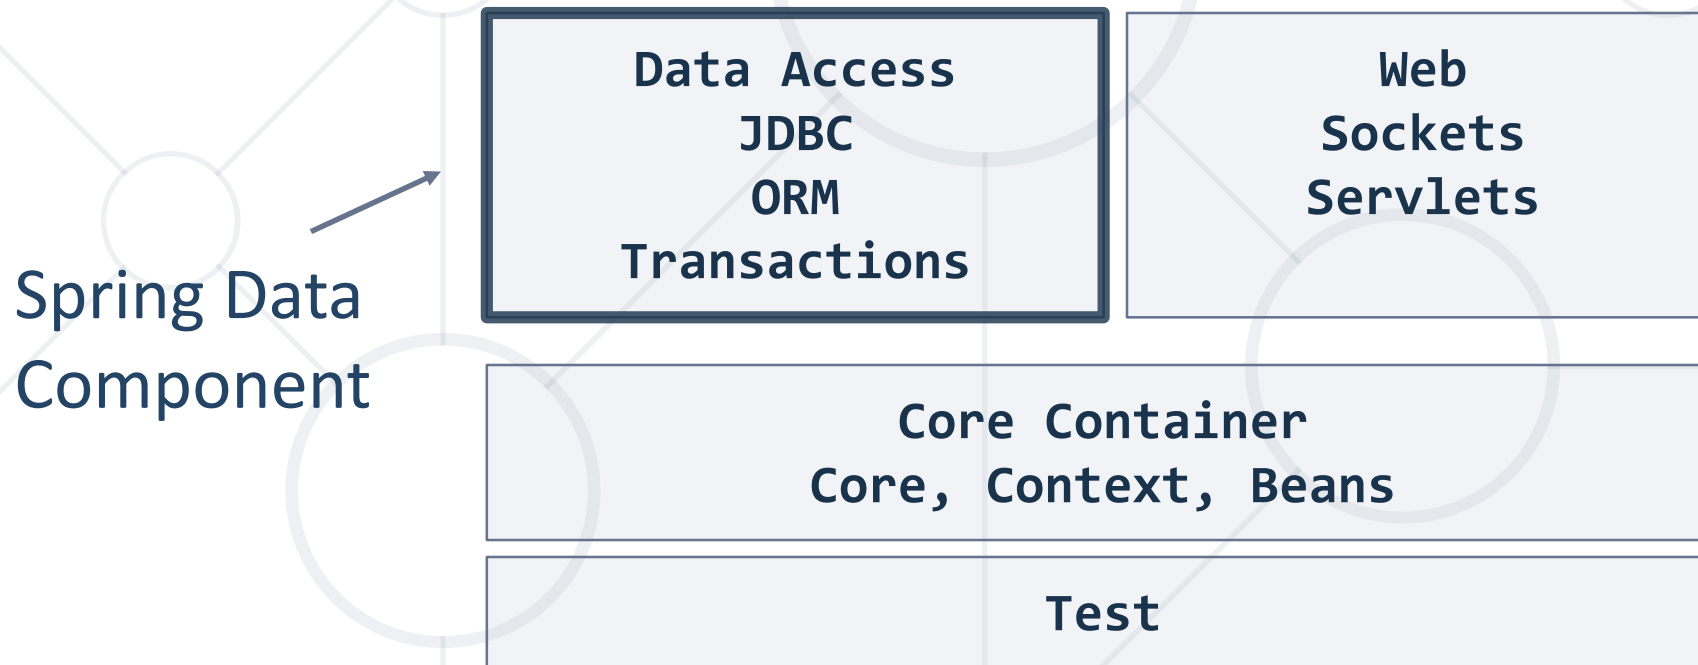 Data Access
JDBC
ORM
Transactions
Web
Sockets
Servlets
Spring Data
Component
Core Container
Core, Context, Beans
Test